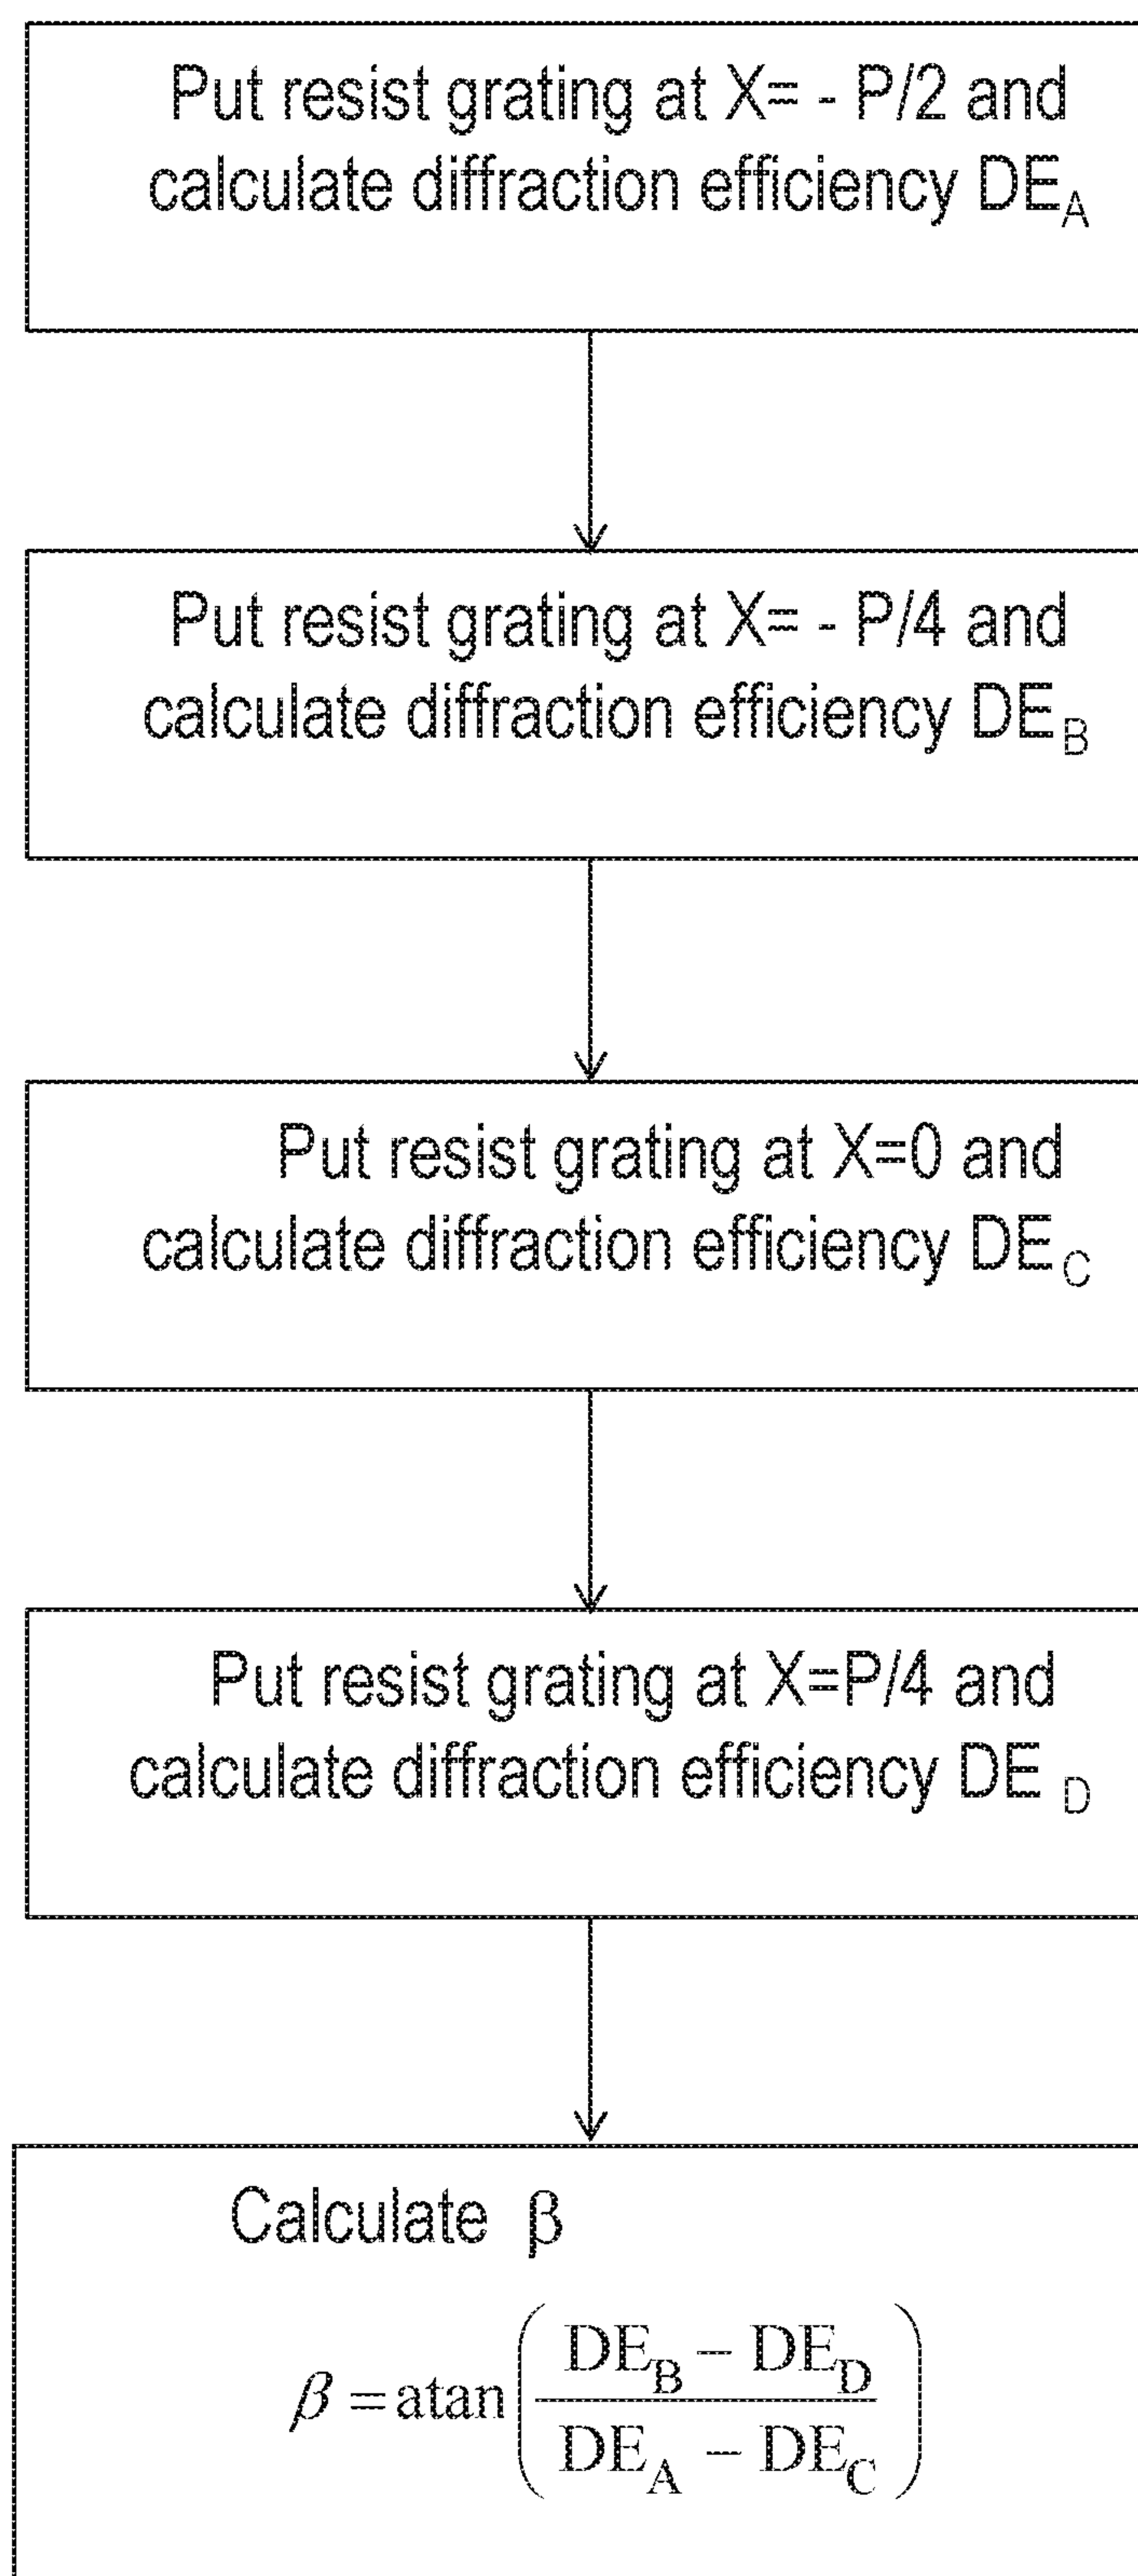 Put resist grating at X= - P/2 and
calculate diffraction efficiency DE_A
Put resist grating at X= - P/4 and
calculate diffraction efficiency DE_B
Put resist grating at X=0 and
calculate diffraction efficiency DE_C
Put resist grating at X=P/4 and
calculate diffraction efficiency DE_D
Calculate β
β = atan( (DE_B − DE_D) / (DE_A − DE_C) )